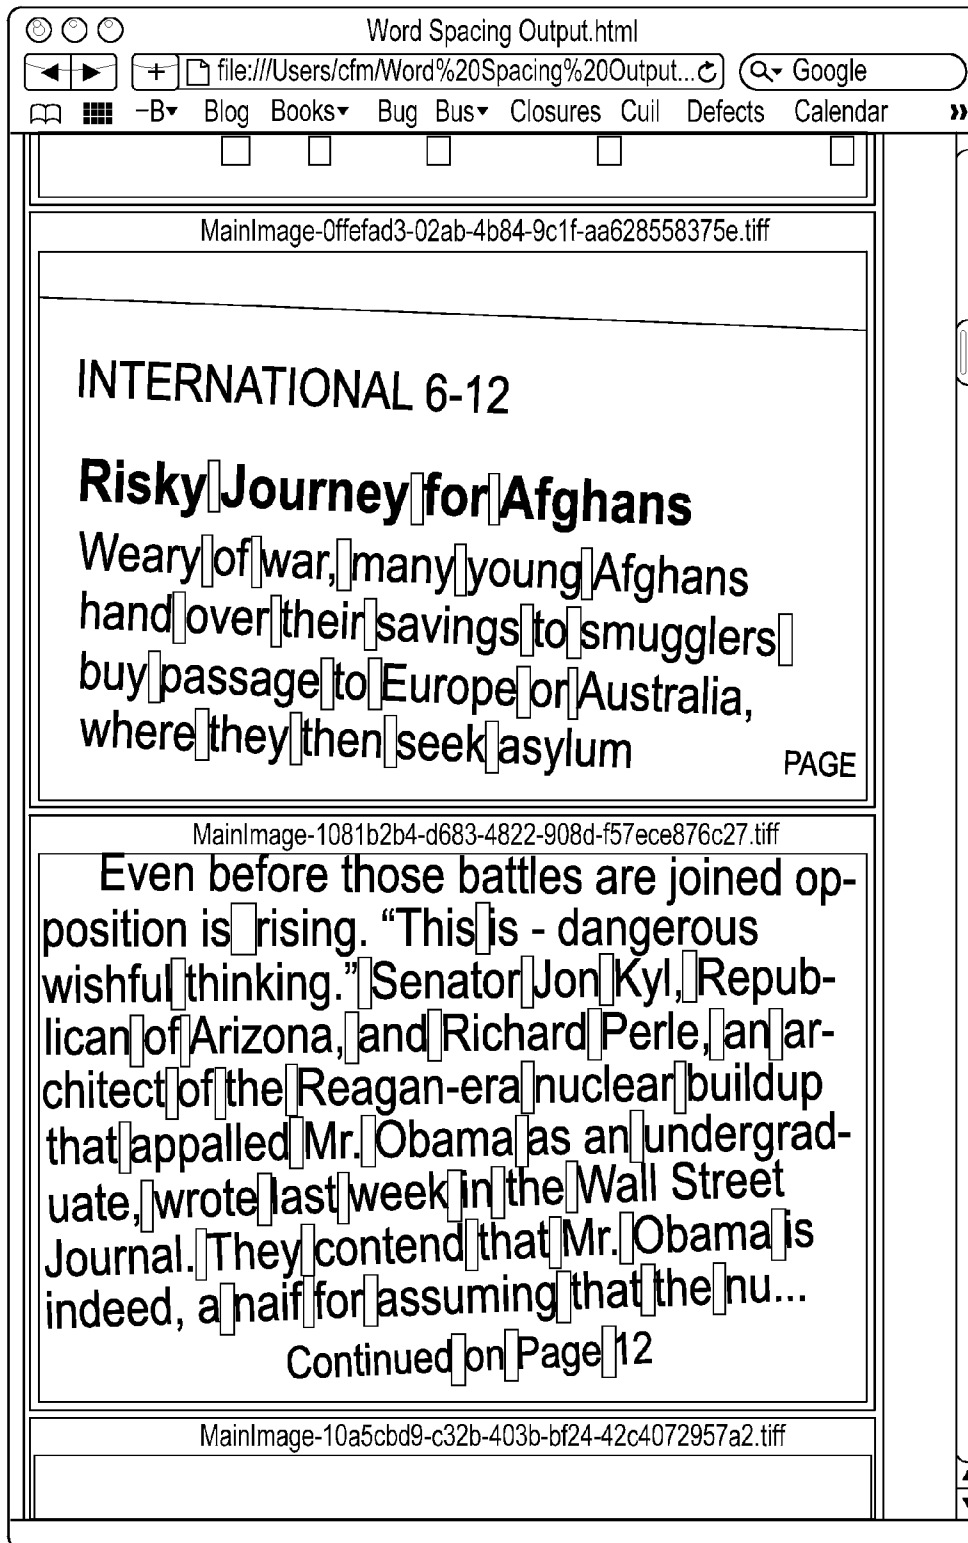 Word Spacing Output.html
file:///Users/cfm/Word%20Spacing%20Output... Google
-B Blog Books Bug Bus Closures Cuil Defects Calendar »
MainImage-0ffefad3-02ab-4b84-9c1f-aa628558375e.tiff
INTERNATIONAL 6-12
Risky Journey for Afghans
Weary of war, many young Afghans
hand over their savings to smugglers
buy passage to Europe or Australia,
where they then seek asylum
PAGE
MainImage-1081b2b4-d683-4822-908d-f57ece876c27.tiff
Even before those battles are joined op-
position is rising. “This is - dangerous
wishful thinking.” Senator Jon Kyl, Repub-
lican of Arizona, and Richard Perle, an ar-
chitect of the Reagan-era nuclear buildup
that appalled Mr. Obama as an undergrad-
uate, wrote last week in the Wall Street
Journal. They contend that Mr. Obama is
indeed, a naif for assuming that the nu...
Continued on Page 12
MainImage-10a5cbd9-c32b-403b-bf24-42c4072957a2.tiff